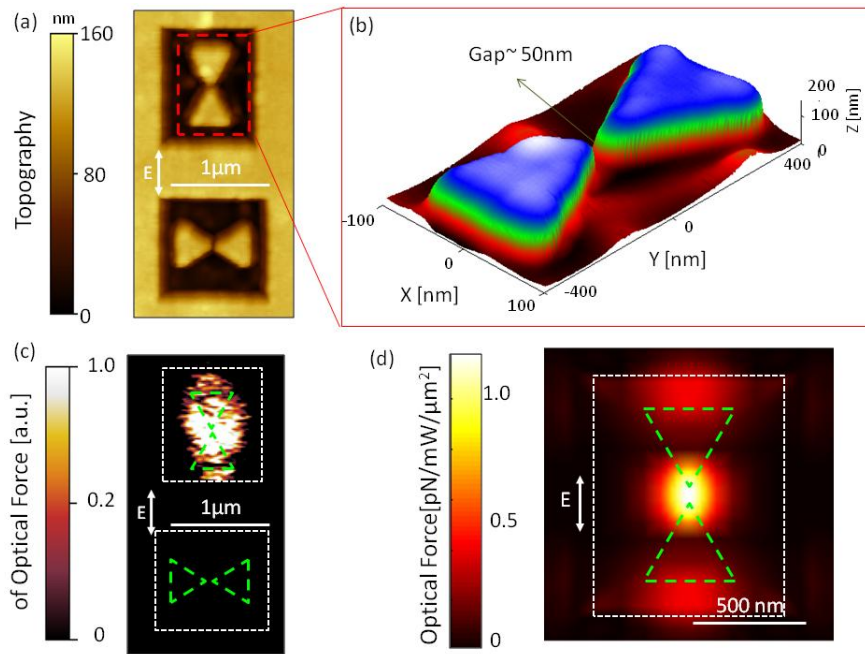 (a)
nm
160
80
0
Topography
E
1μm
(b)
Gap~ 50nm
200
100
0
Z [nm]
400
0
-400
Y [nm]
-100
0
100
X [nm]
(c)
1.0
0.2
0
of Optical Force [a.u.]
E
1μm
(d)
1.0
0.5
0
Optical Force[pN/mW/μm²]
E
500 nm